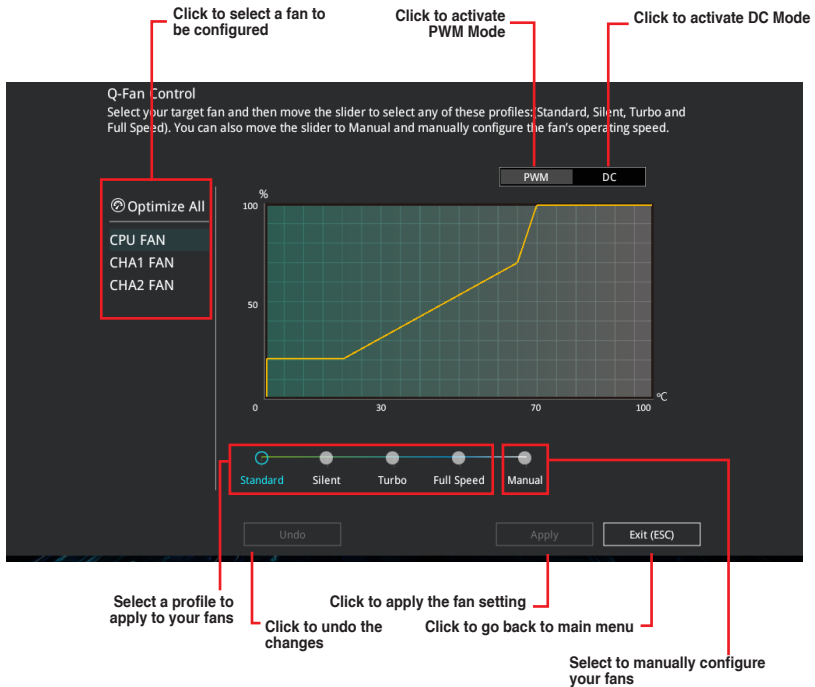 Click to select a fan to
be configured
Click to activate
PWM Mode
Click to activate DC Mode
Q-Fan Control
Select your target fan and then move the slider to select any of these profiles:(Standard, Silent, Turbo and
Full Speed). You can also move the slider to Manual and manually configure the fan's operating speed.
PWM DC
Optimize All
CPU FAN
CHA1 FAN
CHA2 FAN
%
100
50
0 30 70 100
ºC
Standard Silent Turbo Full Speed Manual
Undo Apply Exit (ESC)
Select a profile to
apply to your fans
Click to undo the
changes
Click to apply the fan setting
Click to go back to main menu
Select to manually configure
your fans